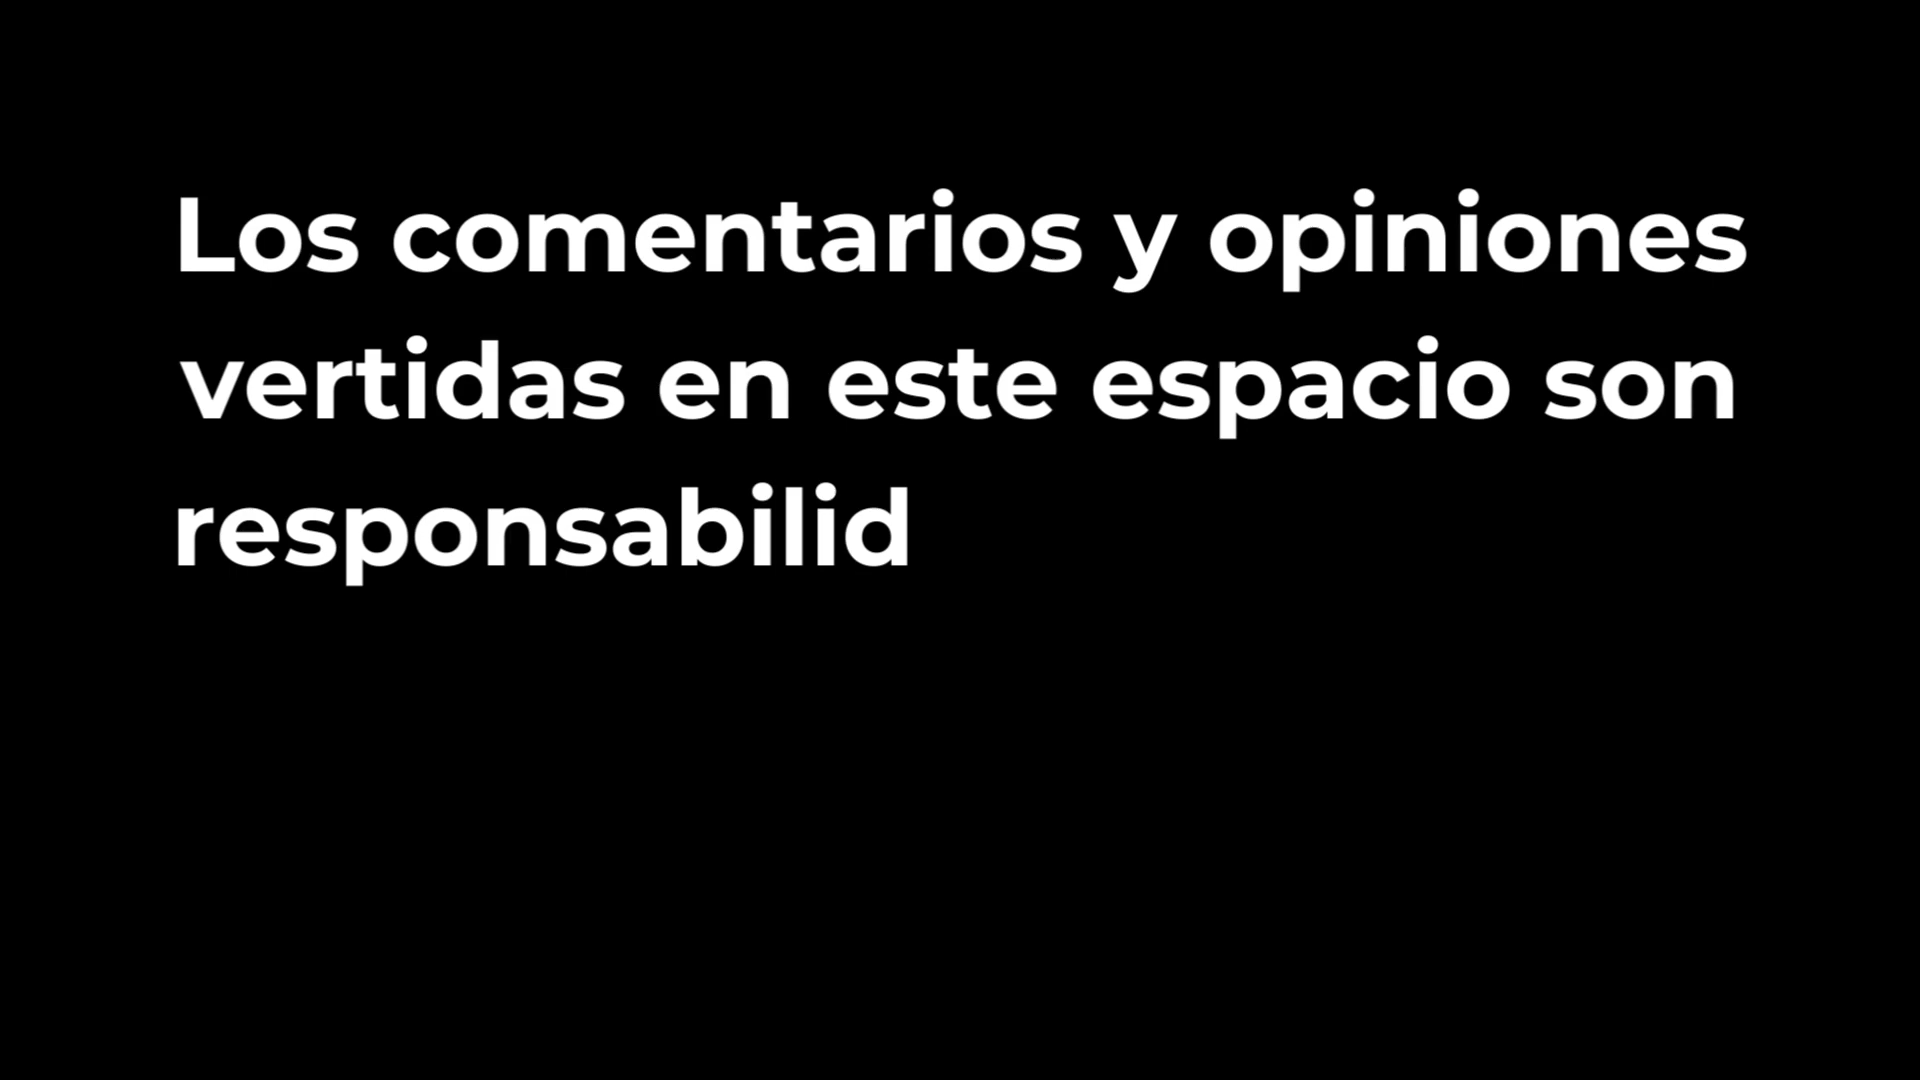 Los comentarios y opiniones
vertidas en este espacio son
responsabilid